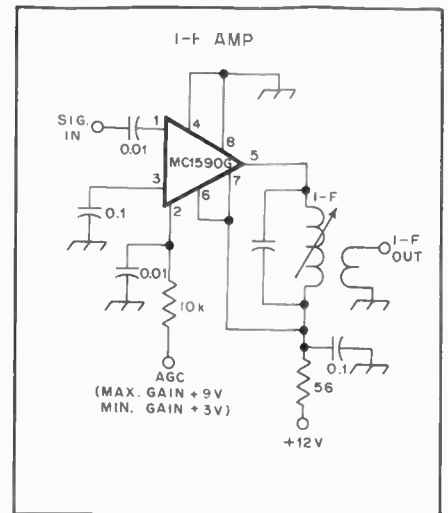 I-F AMP
SIG. IN
0.01
1
4
8
MC1590G
5
3
6
7
2
0.1
0.01
10k
I-F
I-F OUT
0.1
56
AGC
(MAX. GAIN +9V
MIN. GAIN +3V)
+12V